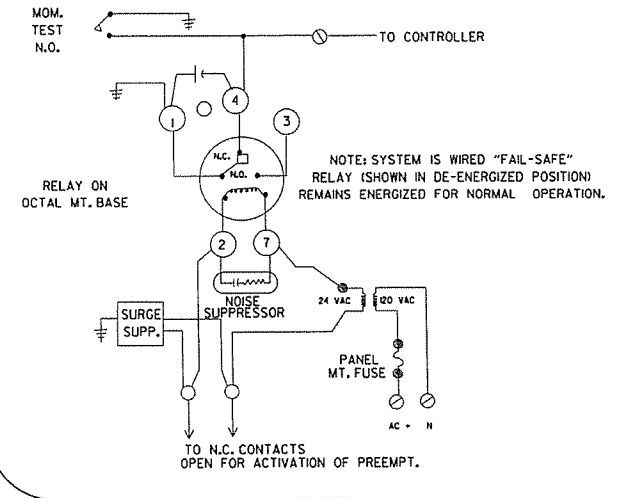 MOM.
TEST
N.O.
TO CONTROLLER
1
4
3
N.C.
N.O.
RELAY ON
OCTAL MT. BASE
NOTE: SYSTEM IS WIRED "FAIL-SAFE"
RELAY (SHOWN IN DE-ENERGIZED POSITION)
REMAINS ENERGIZED FOR NORMAL OPERATION.
2
7
NOISE
SUPPRESSOR
24 VAC
120 VAC
SURGE
SUPP.
PANEL
MT. FUSE
AC +
N
TO N.C. CONTACTS
OPEN FOR ACTIVATION OF PREEMPT.